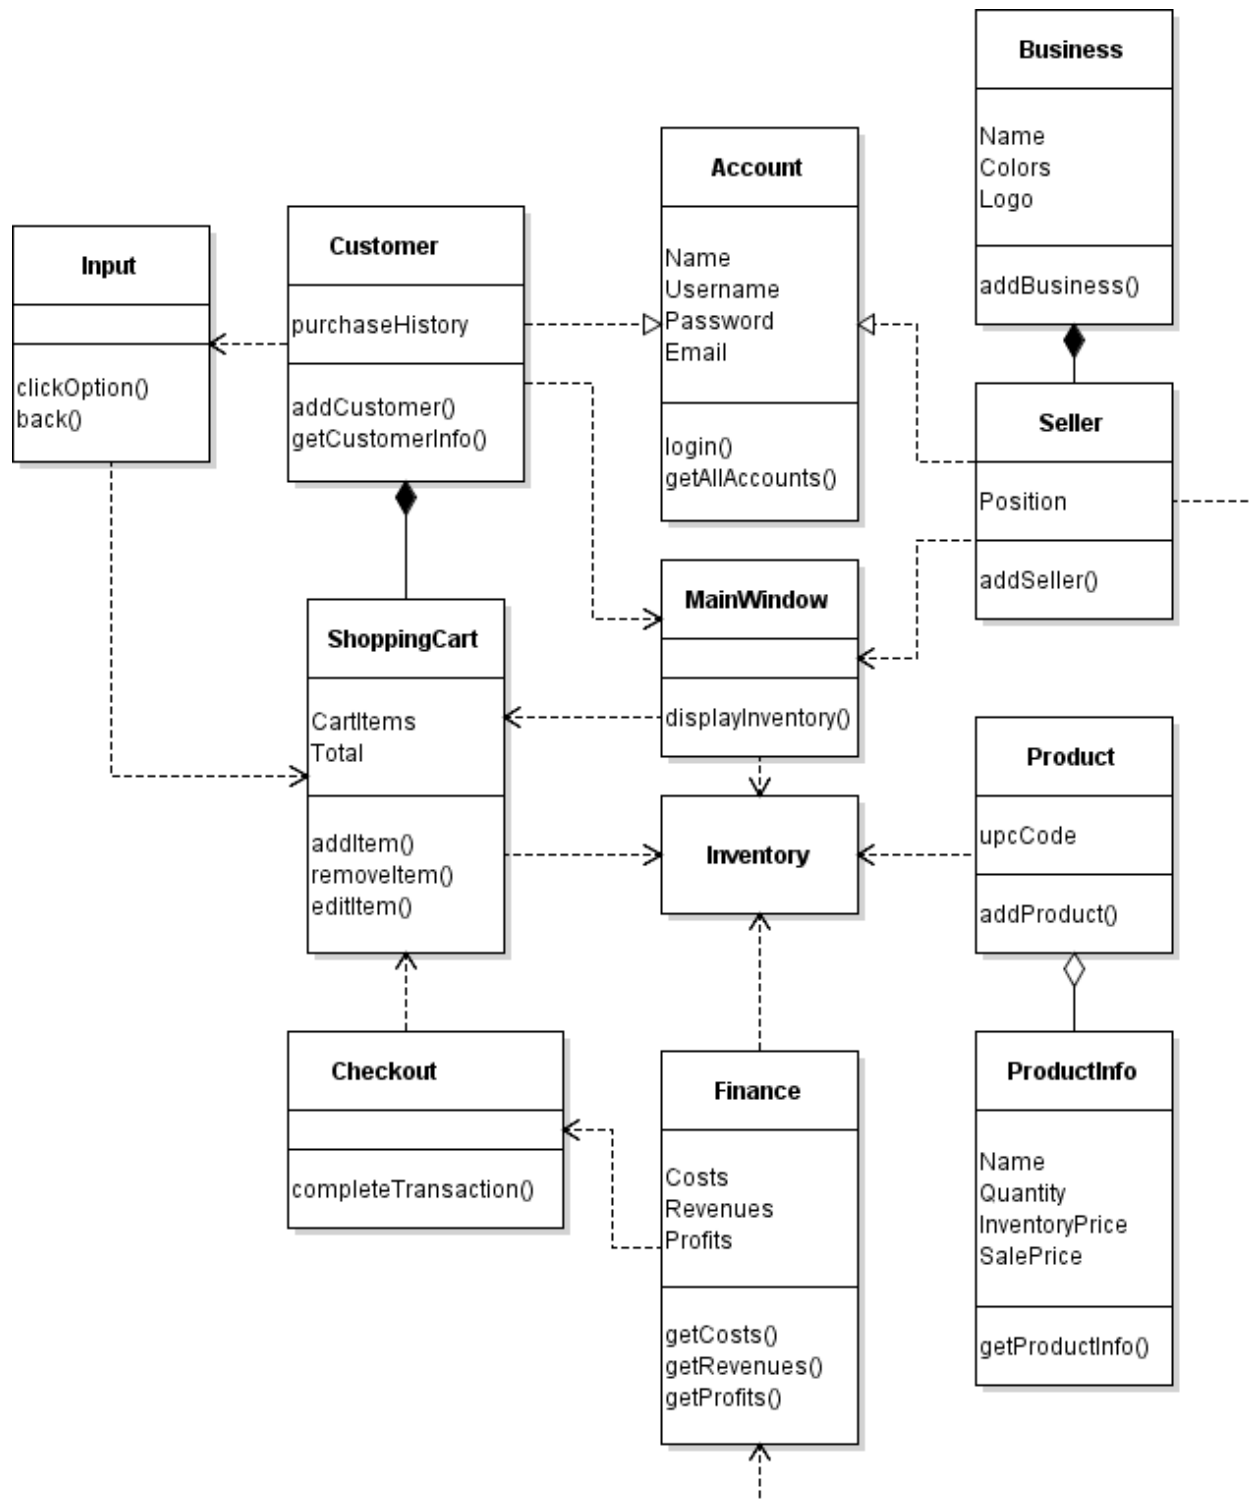 Business
Name
Colors
Logo
addBusiness()
Account
Name
Username
Password
Email
login()
getAllAccounts()
Customer
purchaseHistory
addCustomer()
getCustomerInfo()
Input
clickOption()
back()
Seller
Position
addSeller()
MainWindow
displayInventory()
ShoppingCart
CartItems
Total
addItem()
removeItem()
editItem()
Product
upcCode
addProduct()
Inventory
Checkout
completeTransaction()
Finance
Costs
Revenues
Profits
getCosts()
getRevenues()
getProfits()
ProductInfo
Name
Quantity
InventoryPrice
SalePrice
getProductInfo()